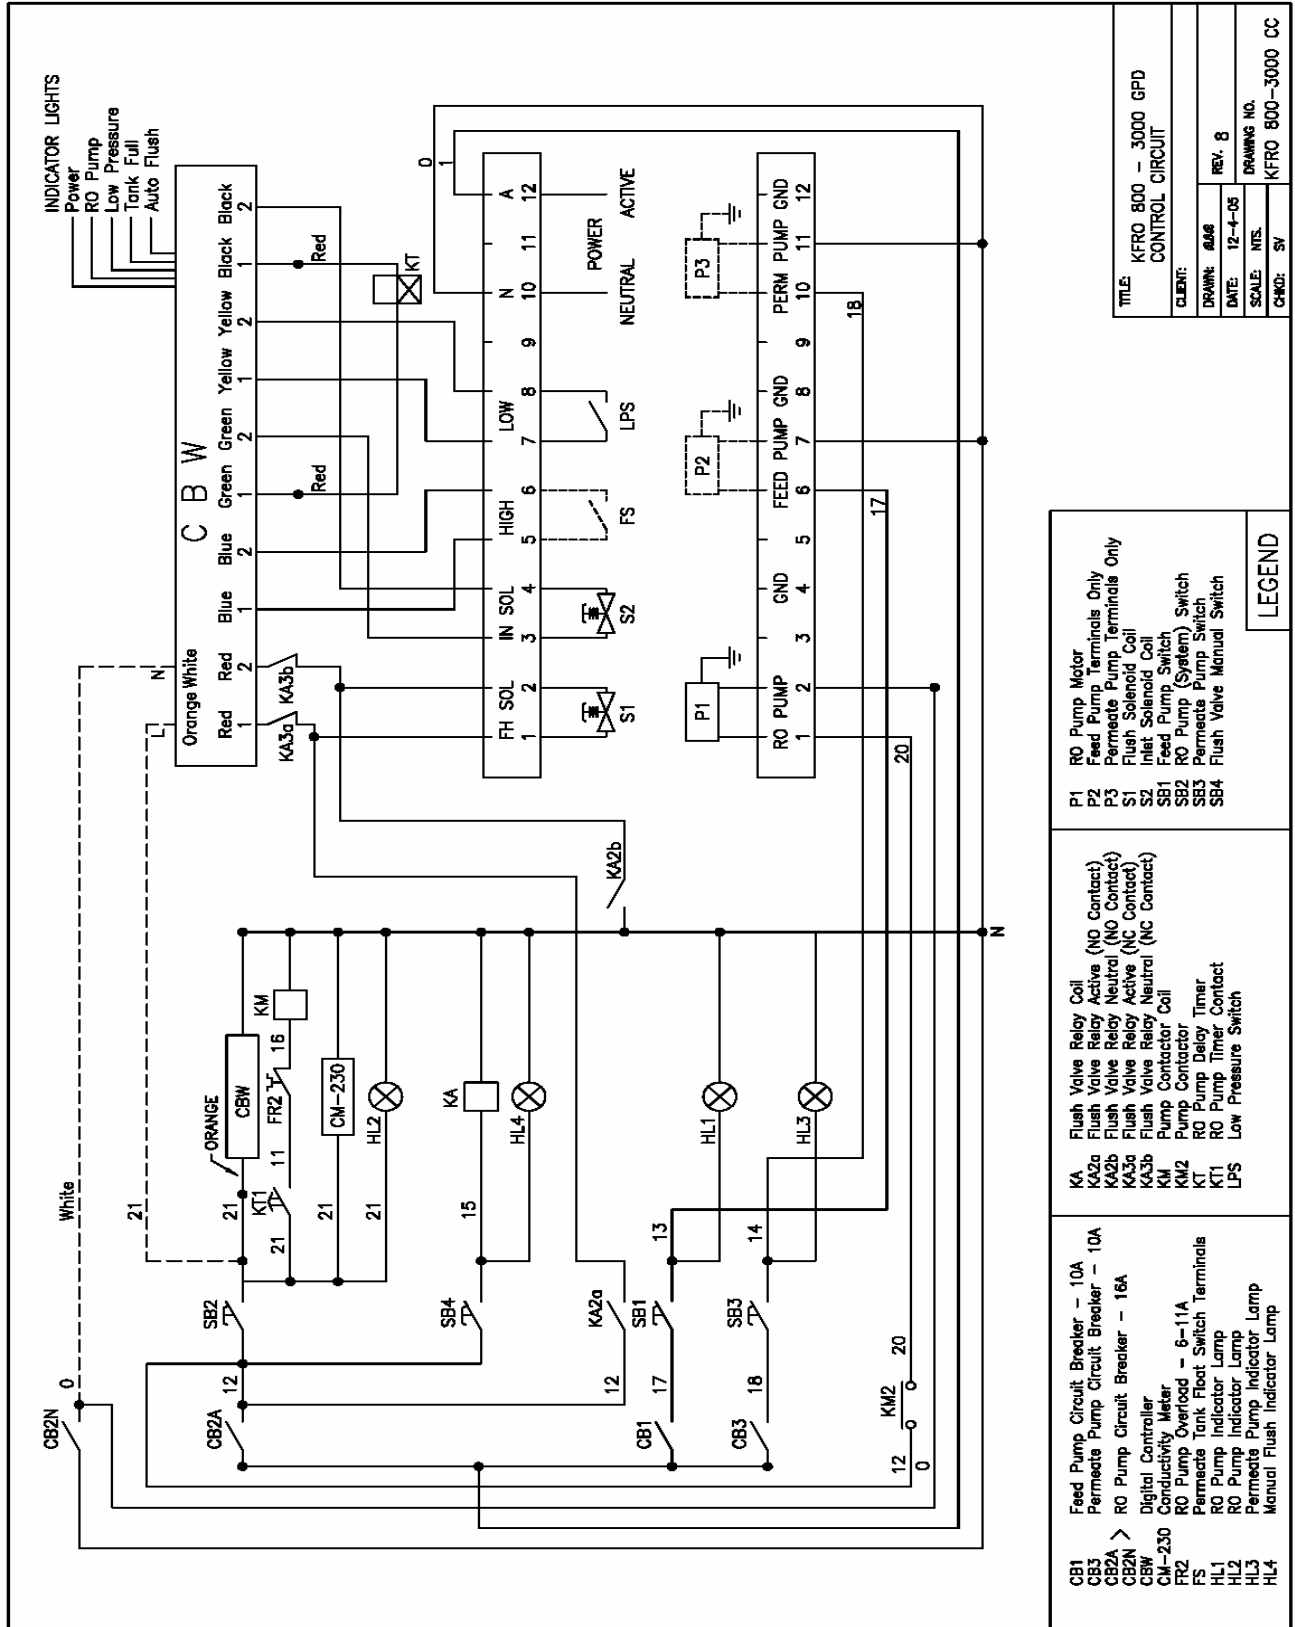 INDICATOR LIGHTS
Power
RO Pump
Low Pressure
Tank Full
Auto Flush
CB2N
0
White
21
L
N
Orange White
C B W
Red Red Blue Blue Green Green Yellow Yellow Black Black
1 2 1 2 1 2 1 2 1 2
KA3a
KA3b
Red
Red
KT
0
1
CB2A
12
SB2
21
ORANGE
CBW
21
KT1
11
FR2
16
KM
21
CM-230
21
HL2
SB4
15
KA
HL4
12
KA2a
KA2b
FH SOL IN SOL HIGH LOW N A
1 2 3 4 5 6 7 8 9 10 11 12
S1
S2
FS
LPS
NEUTRAL
POWER
ACTIVE
CB1
17
SB1
13
HL1
CB3
18
SB3
14
HL3
P1
P2
P3
RO PUMP GND FEED PUMP GND PERM PUMP GND
1 2 3 4 5 6 7 8 9 10 11 12
12
0
KM2
20
20
17
18
N
CB1 Feed Pump Circuit Breaker - 10A
CB3 Permeate Pump Circuit Breaker - 10A
CB2A > RO Pump Circuit Breaker - 16A
CB2N
CBW Digital Controller
CM-230 Conductivity Meter
FR2 RO Pump Overload - 6-11A
FS Permeate Tank Float Switch Terminals
HL1 RO Pump Indicator Lamp
HL2 RO Pump Indicator Lamp
HL3 Permeate Pump Indicator Lamp
HL4 Manual Flush Indicator Lamp
KA Flush Valve Relay Coil
KA2a Flush Valve Relay Active (NO Contact)
KA2b Flush Valve Relay Neutral (NO Contact)
KA3a Flush Valve Relay Active (NC Contact)
KA3b Flush Valve Relay Neutral (NC Contact)
KM Pump Contactor Coil
KM2 Pump Contactor
KT RO Pump Delay Timer
KT1 RO Pump Timer Contact
LPS Low Pressure Switch
P1 RO Pump Motor
P2 Feed Pump Terminals Only
P3 Permeate Pump Terminals Only
S1 Flush Solenoid Coil
S2 Inlet Solenoid Coil
SB1 Feed Pump Switch
SB2 RO Pump (System) Switch
SB3 Permeate Pump Switch
SB4 Flush Valve Manual Switch
LEGEND
TITLE: KFRO 800 - 3000 GPD
CONTROL CIRCUIT
CLIENT:
DRAWN:
REV. 8
DATE: 12-4-05
SCALE: NTS.
DRAWING NO.
CHKD: SV
KFRO 800-3000 CC